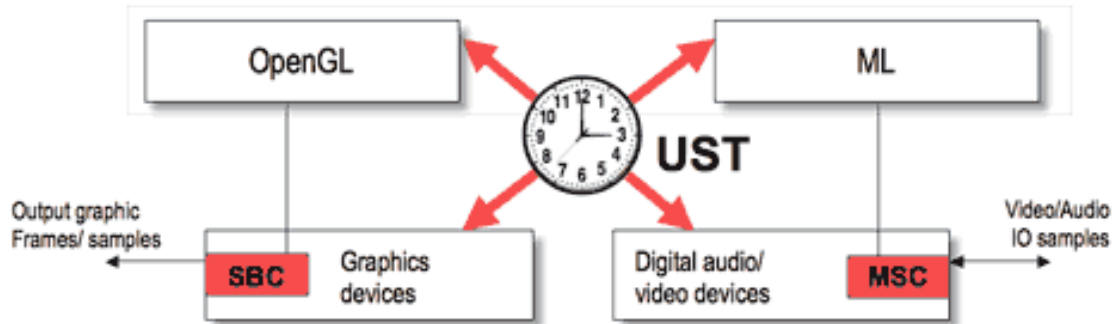 OpenGL
ML
11 12 1
10 2
9 3
8 4
7 6 5
UST
Output graphic
Frames/ samples
Video/Audio
IO samples
SBC
Graphics
devices
Digital audio/
video devices
MSC